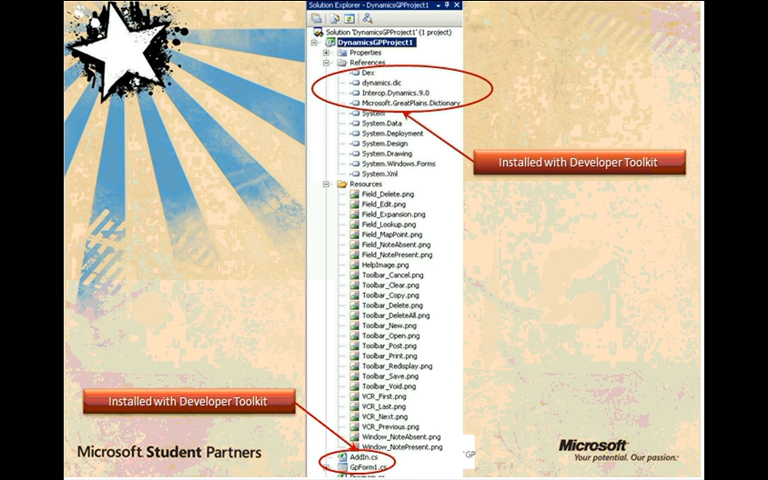 Solution Explorer - DynamicsGPProject1
Solution 'DynamicsGPProject1' (1 project)
DynamicsGPProject1
Properties
References
Dex
dynamics.dic
Interop.Dynamics.9.0
Microsoft.GreatPlains.Dictionary
System
System.Data
System.Deployment
System.Design
System.Drawing
System.Windows.Forms
System.Xml
Resources
Field_Delete.png
Field_Edit.png
Field_Expansion.png
Field_Lookup.png
Field_MapPoint.png
Field_NoteAbsent.png
Field_NotePresent.png
HelpImage.png
Toolbar_Cancel.png
Toolbar_Clear.png
Toolbar_Copy.png
Toolbar_Delete.png
Toolbar_DeleteAll.png
Toolbar_New.png
Toolbar_Open.png
Toolbar_Post.png
Toolbar_Print.png
Toolbar_Redisplay.png
Toolbar_Save.png
Toolbar_Void.png
VCR_First.png
VCR_Last.png
VCR_Next.png
VCR_Previous.png
Window_NoteAbsent.png
Window_NotePresent.png
AddIn.cs
GpForm1.cs
Installed with Developer Toolkit
Installed with Developer Toolkit
Microsoft Student Partners
Microsoft
Your potential. Our passion.™